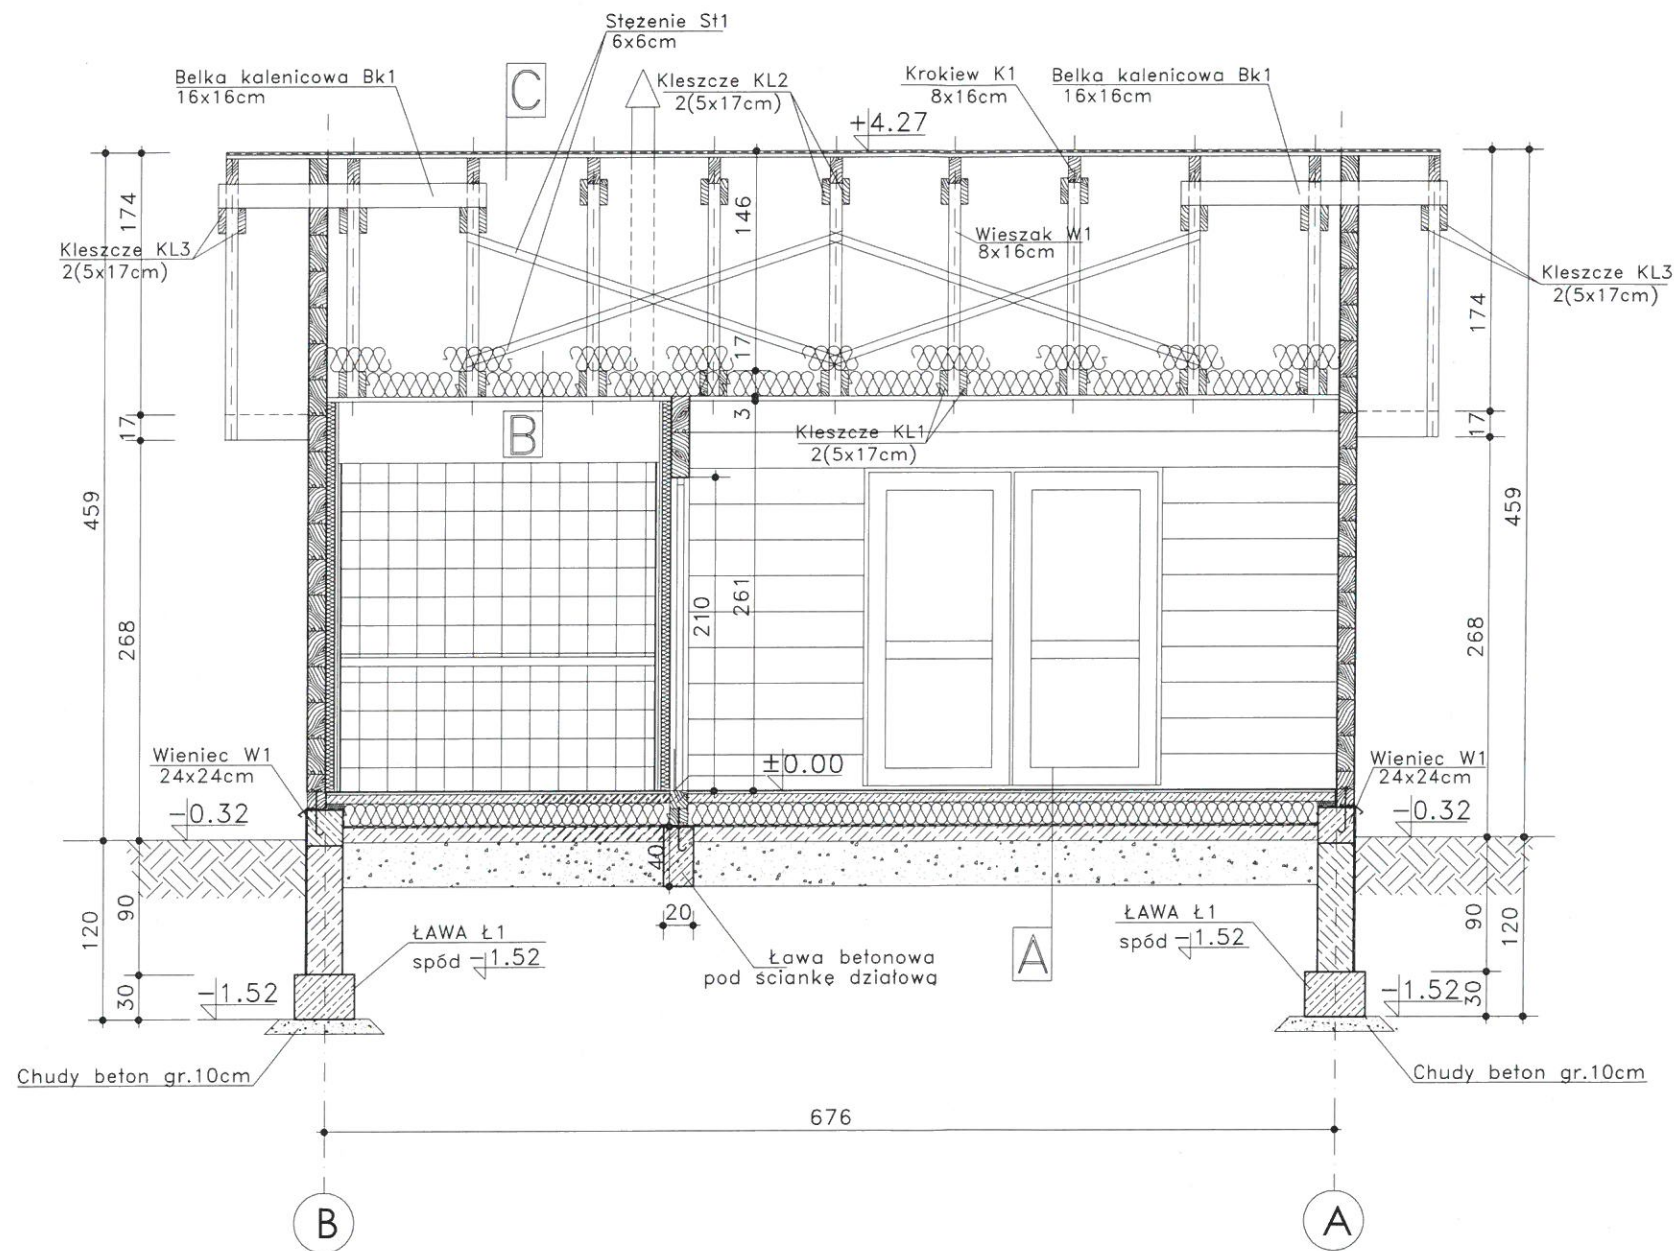 Stężenie St1
6x6cm
Belka kalenicowa Bk1
16x16cm
C
Kleszcze KL2
2(5x17cm)
Krokiew K1
8x16cm
Belka kalenicowa Bk1
16x16cm
+4.27
174
146
Wieszak W1
8x16cm
Kleszcze KL3
2(5x17cm)
Kleszcze KL3
2(5x17cm)
174
17
17
3
17
B
Kleszcze KL1
2(5x17cm)
459
459
268
210
261
268
Wieniec W1
24x24cm
±0.00
Wieniec W1
24x24cm
-0.32
-0.32
40
120
90
20
90
120
ŁAWA Ł1
spód -1.52
Ława betonowa
pod ściankę działową
A
ŁAWA Ł1
spód -1.52
30
-1.52
-1.52
30
Chudy beton gr.10cm
Chudy beton gr.10cm
676
B
A